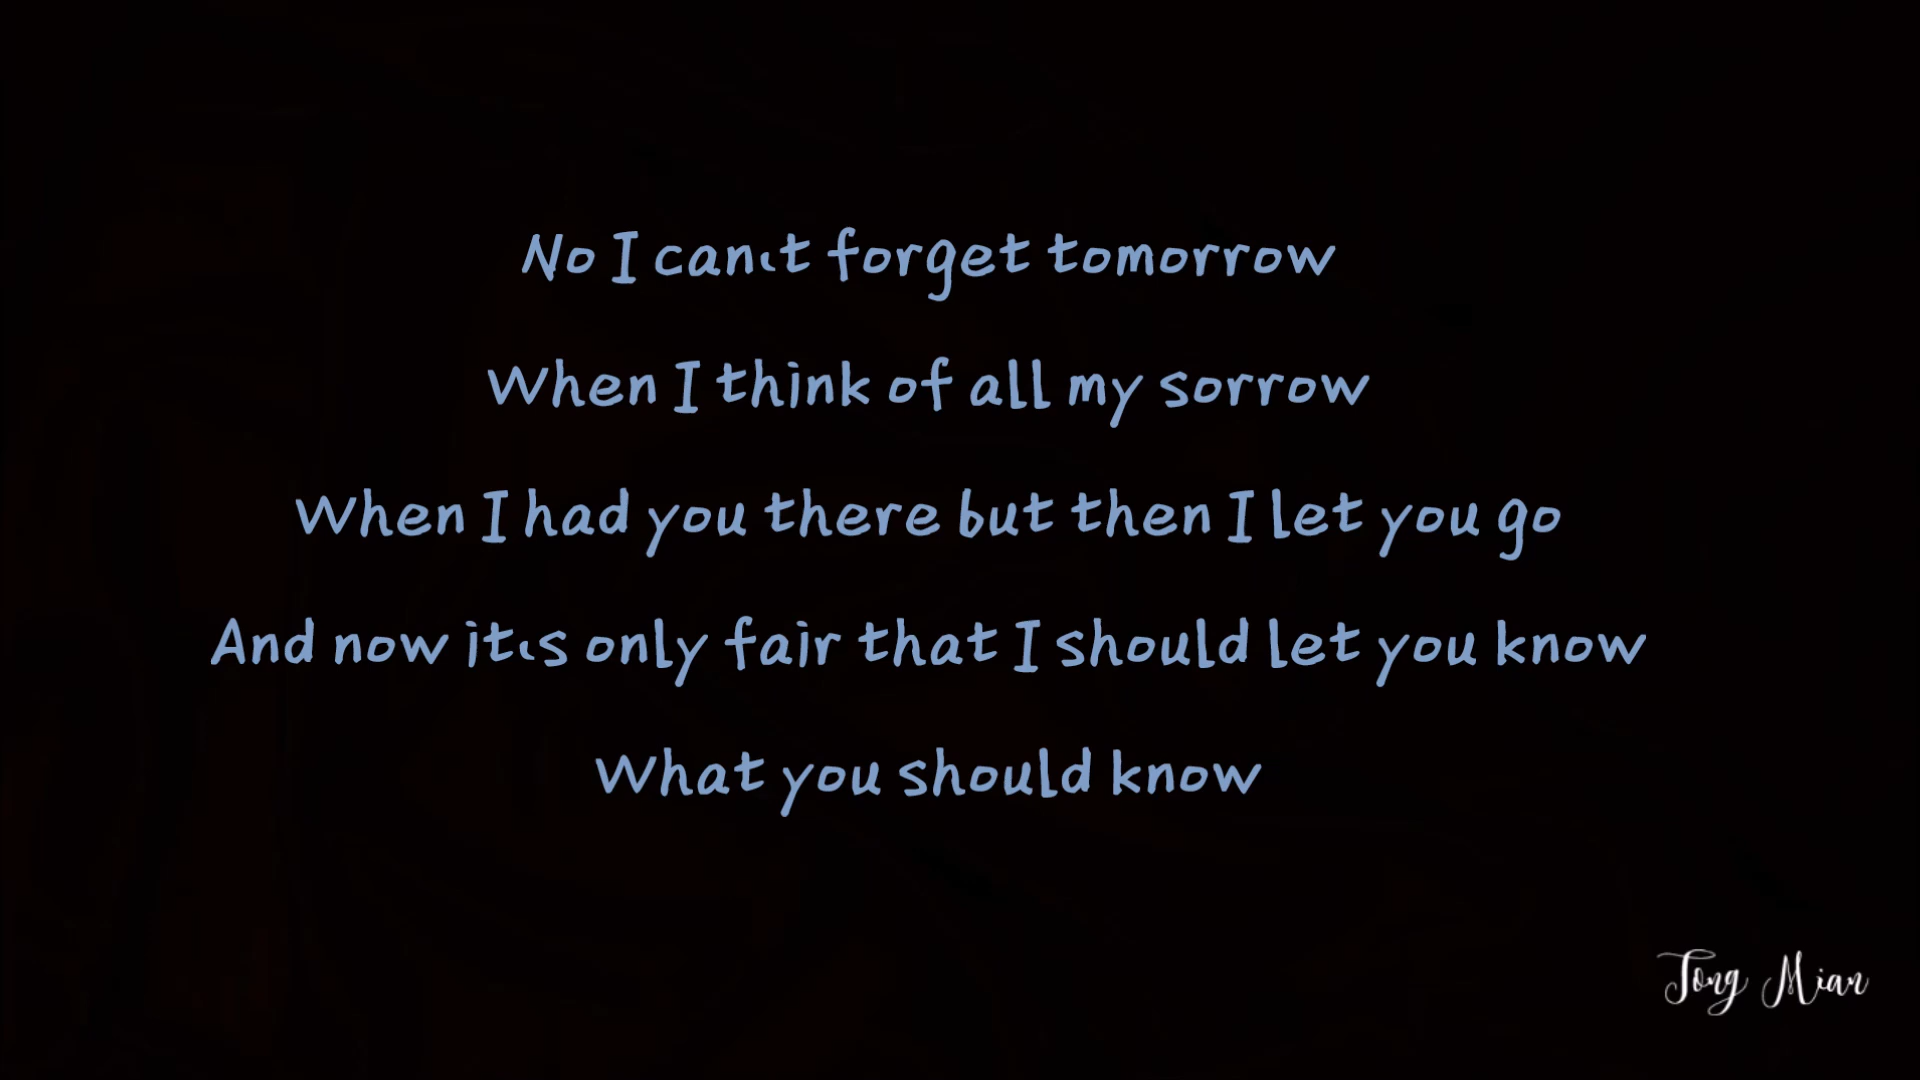 No I can't forget tomorrow
When I think of all my sorrow
When I had you there but then I let you go
And now it's only fair that I should let you know
What you should know
Tong Mian